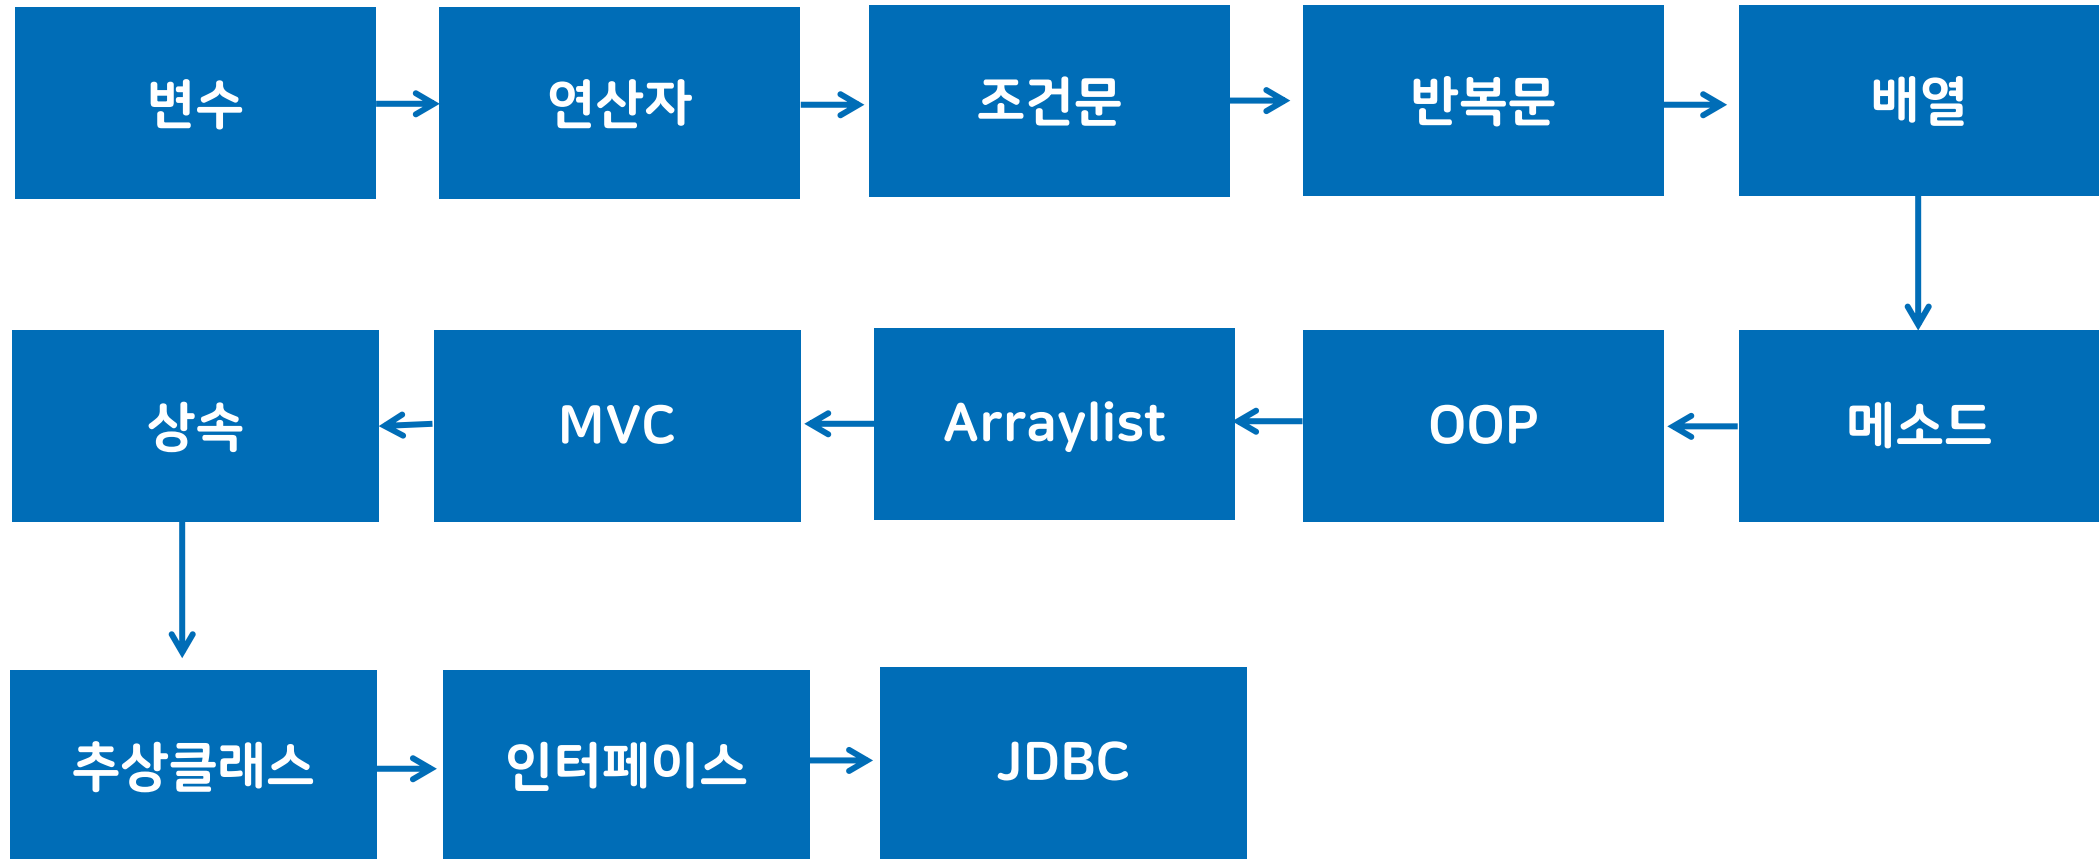 변수
연산자
조건문
반복문
배열
메소드
OOP
Arraylist
MVC
상속
추상클래스
인터페이스
JDBC